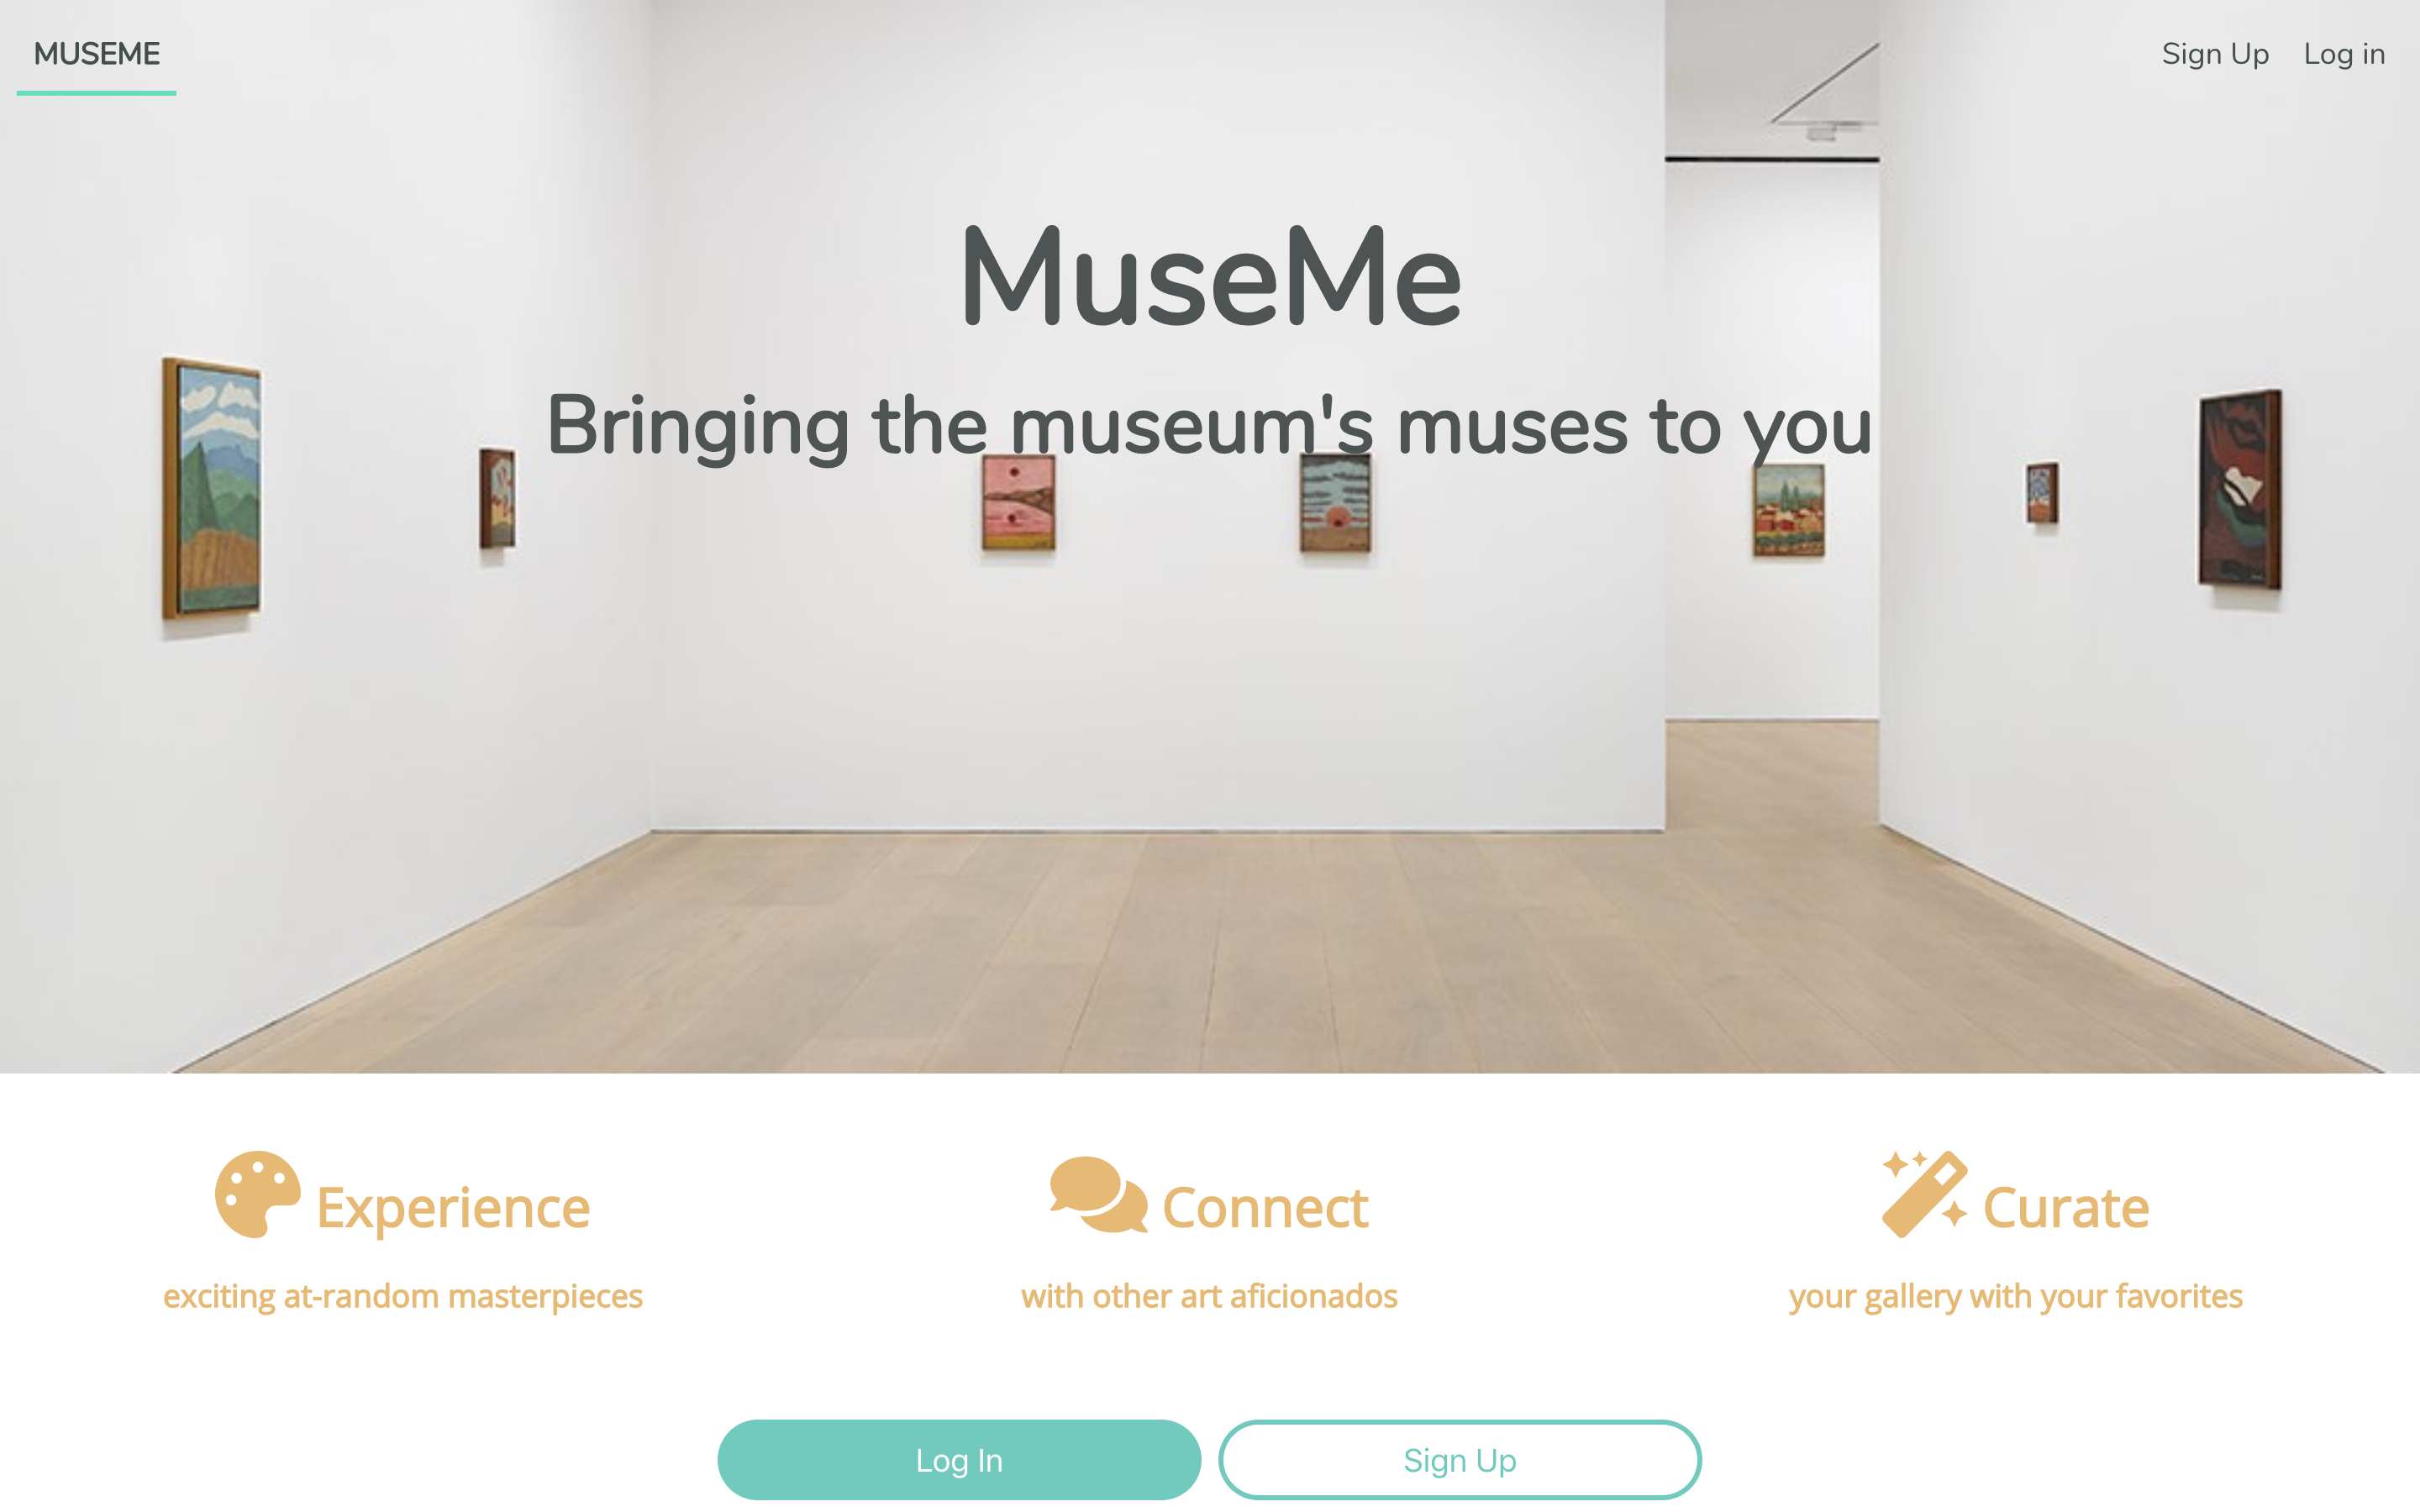 MUSEME
Sign Up
Log in
MuseMe
Bringing the museum's muses to you
Experience
Connect
Curate
exciting at-random masterpieces
with other art aficionados
your gallery with your favorites
Log In
Sign Up